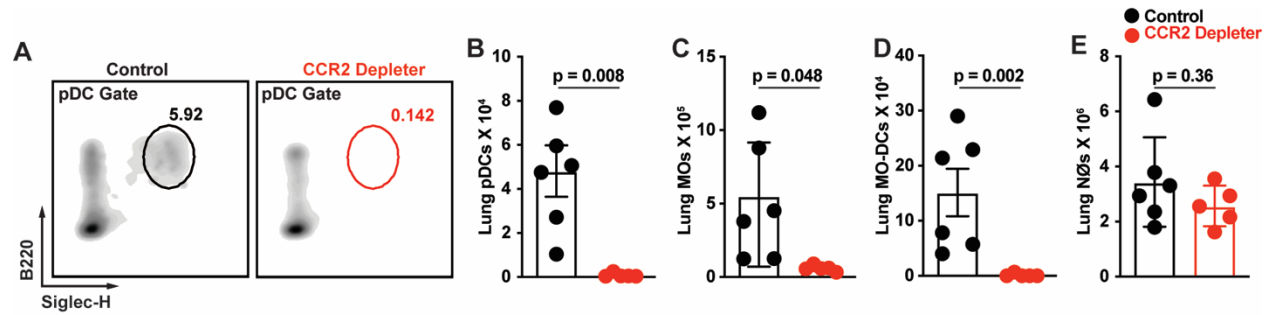 Control
CCR2 Depleter
A
Control
CCR2 Depleter
pDC Gate
5.92
pDC Gate
0.142
B220
Siglec-H
B
Lung pDCs X 10⁴
10
8
6
4
2
0
p = 0.008
C
Lung MOs X 10⁵
15
10
5
0
p = 0.048
D
Lung MO-DCs X 10⁴
40
30
20
10
0
p = 0.002
E
Lung NØs X 10⁶
8
6
4
2
0
p = 0.36